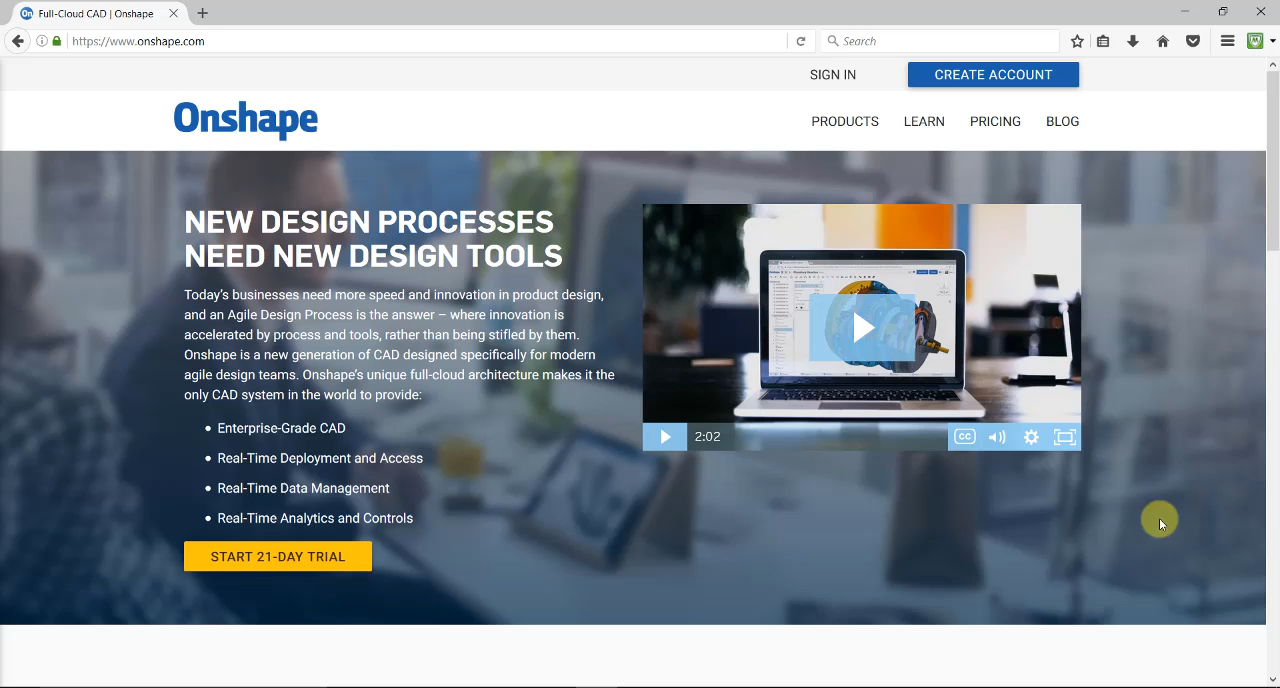 Full-Cloud CAD | Onshape
https://www.onshape.com
Search
SIGN IN
CREATE ACCOUNT
Onshape
PRODUCTS
LEARN
PRICING
BLOG
NEW DESIGN PROCESSES
NEED NEW DESIGN TOOLS
Today's businesses need more speed and innovation in product design,
and an Agile Design Process is the answer – where innovation is
accelerated by process and tools, rather than being stifled by them.
Onshape is a new generation of CAD designed specifically for modern
agile design teams. Onshape's unique full-cloud architecture makes it the
only CAD system in the world to provide:
• Enterprise-Grade CAD
• Real-Time Deployment and Access
• Real-Time Data Management
• Real-Time Analytics and Controls
START 21-DAY TRIAL
2:02
CC